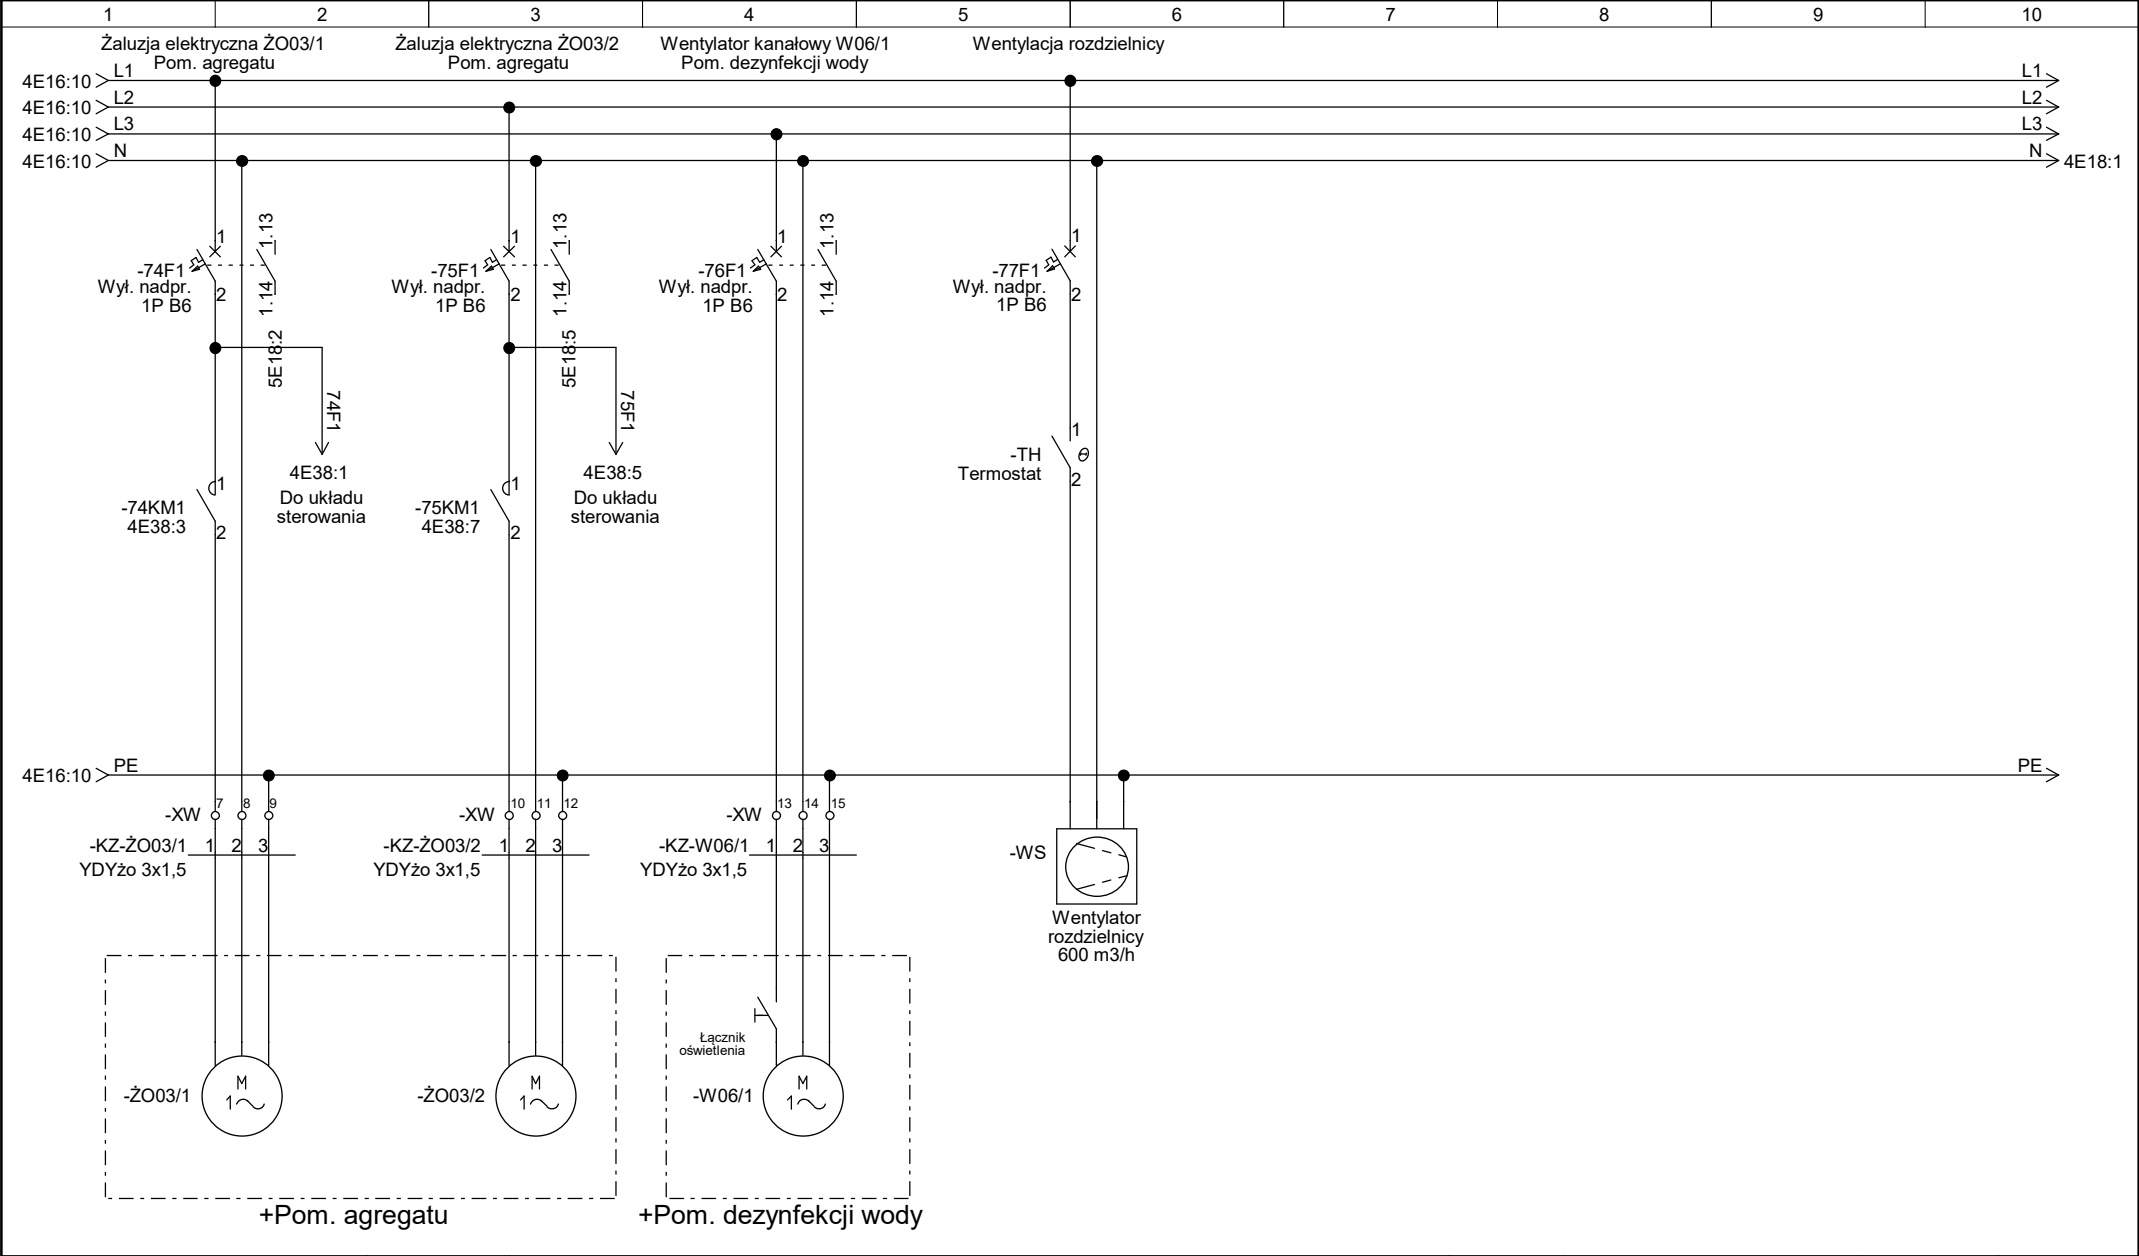 1 2 3 4 5 6 7 8 9 10
Żaluzja elektryczna ŻO03/1
Pom. agregatu
Żaluzja elektryczna ŻO03/2
Pom. agregatu
Wentylator kanałowy W06/1
Pom. dezynfekcji wody
Wentylacja rozdzielnicy
4E16:10 L1 L1
4E16:10 L2 L2
4E16:10 L3 L3
4E16:10 N N 4E18:1
-74F1
Wył. nadpr.
1P B6
1
2
1.13
1.14
5E18:2
74F1
4E38:1
Do układu
sterowania
-74KM1
4E38:3
1
2
-75F1
Wył. nadpr.
1P B6
1
2
1.13
1.14
5E18:5
75F1
4E38:5
Do układu
sterowania
-75KM1
4E38:7
1
2
-76F1
Wył. nadpr.
1P B6
1
2
1.13
1.14
-77F1
Wył. nadpr.
1P B6
1
2
-TH
Termostat
1
2
Θ
4E16:10 PE PE
-XW 7 8 9
-KZ-ŻO03/1 1 2 3
YDYżo 3x1,5
-XW 10 11 12
-KZ-ŻO03/2 1 2 3
YDYżo 3x1,5
-XW 13 14 15
-KZ-W06/1 1 2 3
YDYżo 3x1,5
-WS
Wentylator
rozdzielnicy
600 m3/h
Łącznik
oświetlenia
-ŻO03/1
M
1
-ŻO03/2
M
1
-W06/1
M
1
+Pom. agregatu
+Pom. dezynfekcji wody